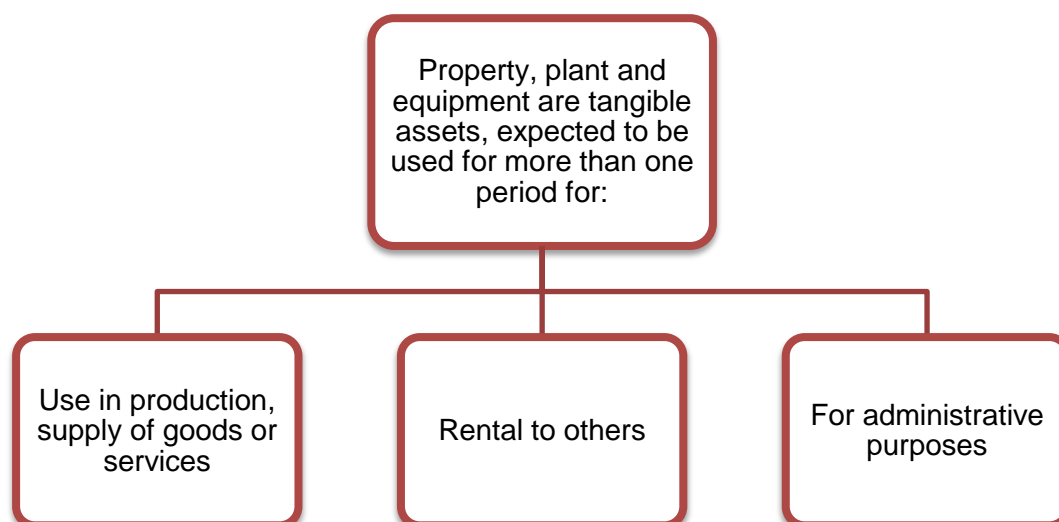 Property, plant and
equipment are tangible
assets, expected to be
used for more than one
period for:
Use in production,
supply of goods or
services
Rental to others
For administrative
purposes